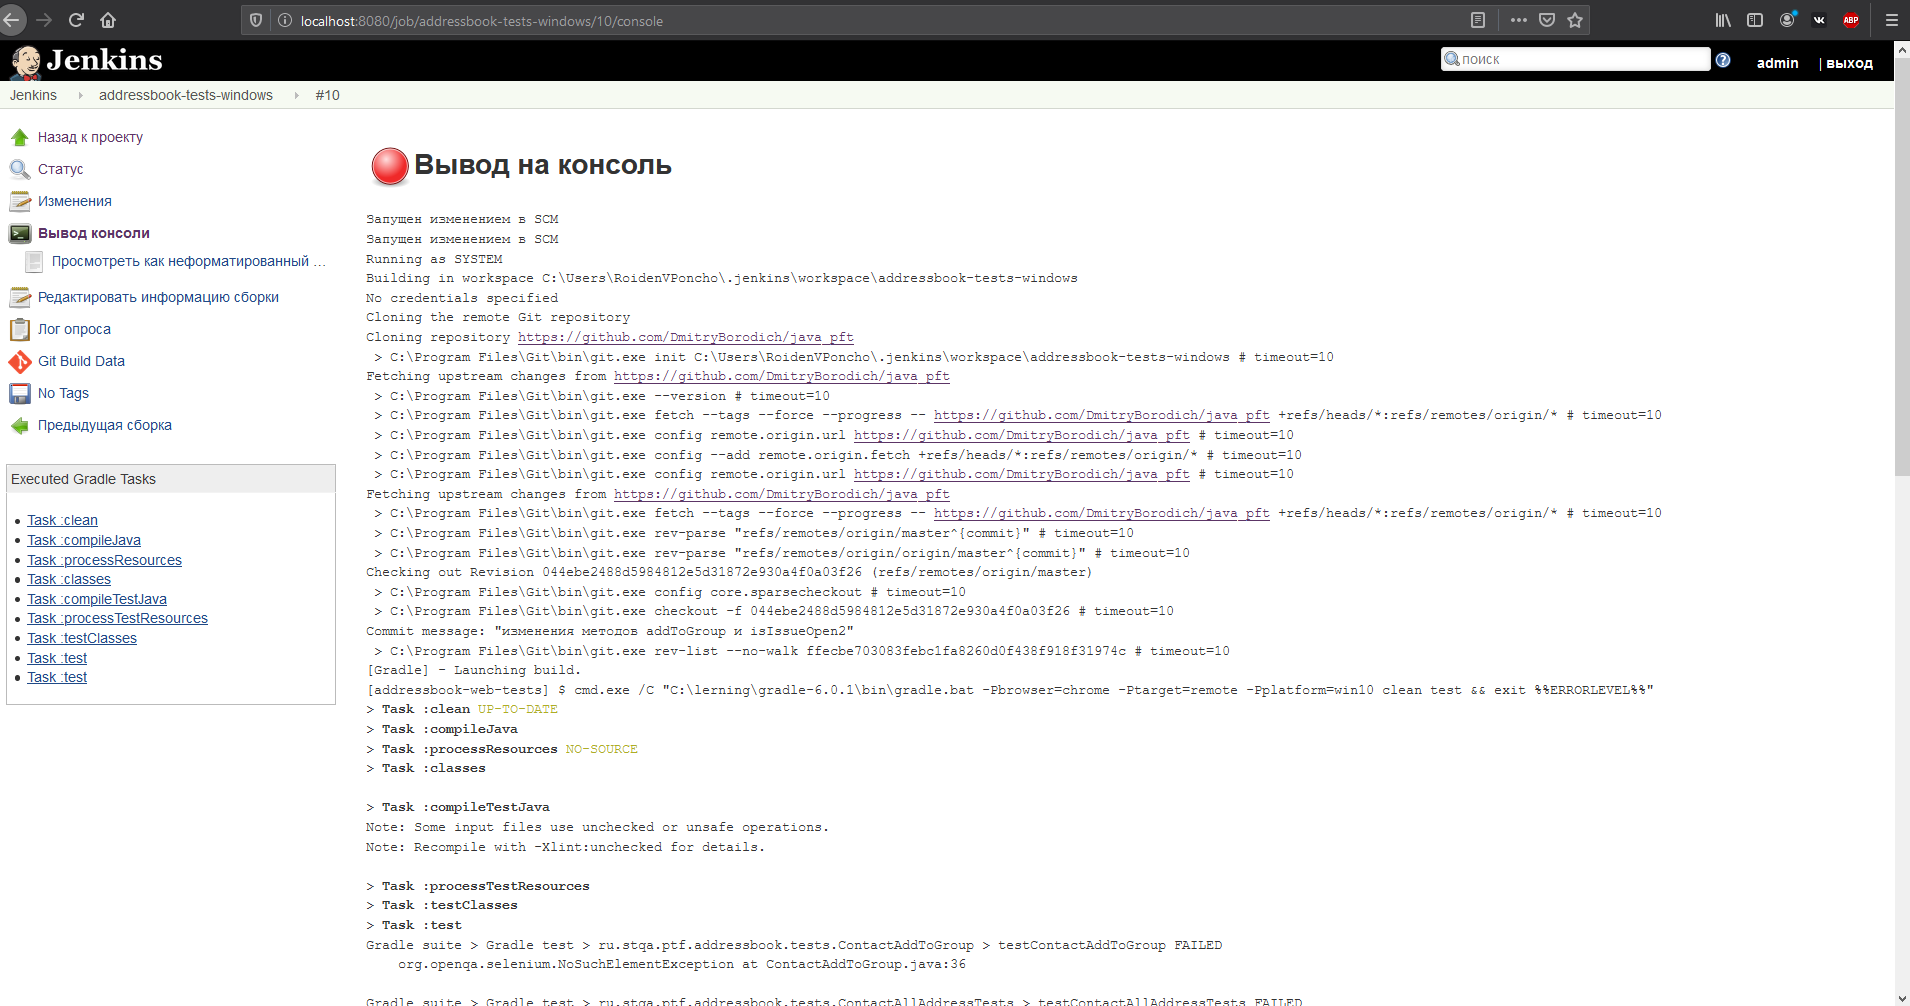 localhost:8080/job/addressbook-tests-windows/10/console
Jenkins
поиск
admin
| выход
Jenkins
addressbook-tests-windows
#10
Назад к проекту
Статус
Изменения
Вывод консоли
Просмотреть как неформатированный ...
Редактировать информацию сборки
Лог опроса
Git Build Data
No Tags
Предыдущая сборка
Executed Gradle Tasks
Task :clean
Task :compileJava
Task :processResources
Task :classes
Task :compileTestJava
Task :processTestResources
Task :testClasses
Task :test
Task :test
Вывод на консоль
Запущен изменением в SCM
Запущен изменением в SCM
Running as SYSTEM
Building in workspace C:\Users\RoidenVPoncho\.jenkins\workspace\addressbook-tests-windows
No credentials specified
Cloning the remote Git repository
Cloning repository https://github.com/DmitryBorodich/java_pft
> C:\Program Files\Git\bin\git.exe init C:\Users\RoidenVPoncho\.jenkins\workspace\addressbook-tests-windows # timeout=10
Fetching upstream changes from https://github.com/DmitryBorodich/java_pft
> C:\Program Files\Git\bin\git.exe --version # timeout=10
> C:\Program Files\Git\bin\git.exe fetch --tags --force --progress -- https://github.com/DmitryBorodich/java_pft +refs/heads/*:refs/remotes/origin/* # timeout=10
> C:\Program Files\Git\bin\git.exe config remote.origin.url https://github.com/DmitryBorodich/java_pft # timeout=10
> C:\Program Files\Git\bin\git.exe config --add remote.origin.fetch +refs/heads/*:refs/remotes/origin/* # timeout=10
> C:\Program Files\Git\bin\git.exe config remote.origin.url https://github.com/DmitryBorodich/java_pft # timeout=10
Fetching upstream changes from https://github.com/DmitryBorodich/java_pft
> C:\Program Files\Git\bin\git.exe fetch --tags --force --progress -- https://github.com/DmitryBorodich/java_pft +refs/heads/*:refs/remotes/origin/* # timeout=10
> C:\Program Files\Git\bin\git.exe rev-parse "refs/remotes/origin/master^{commit}" # timeout=10
> C:\Program Files\Git\bin\git.exe rev-parse "refs/remotes/origin/origin/master^{commit}" # timeout=10
Checking out Revision 044ebe2488d5984812e5d31872e930a4f0a03f26 (refs/remotes/origin/master)
> C:\Program Files\Git\bin\git.exe config core.sparsecheckout # timeout=10
> C:\Program Files\Git\bin\git.exe checkout -f 044ebe2488d5984812e5d31872e930a4f0a03f26 # timeout=10
Commit message: "изменения методов addToGroup и isIssueOpen2"
> C:\Program Files\Git\bin\git.exe rev-list --no-walk ffecbe703083febc1fa8260d0f438f918f31974c # timeout=10
[Gradle] - Launching build.
[addressbook-web-tests] $ cmd.exe /C "C:\lerning\gradle-6.0.1\bin\gradle.bat -Pbrowser=chrome -Ptarget=remote -Pplatform=win10 clean test && exit %%ERRORLEVEL%%"
> Task :clean UP-TO-DATE
> Task :compileJava
> Task :processResources NO-SOURCE
> Task :classes
> Task :compileTestJava
Note: Some input files use unchecked or unsafe operations.
Note: Recompile with -Xlint:unchecked for details.
> Task :processTestResources
> Task :testClasses
> Task :test
Gradle suite > Gradle test > ru.stqa.ptf.addressbook.tests.ContactAddToGroup > testContactAddToGroup FAILED
org.openqa.selenium.NoSuchElementException at ContactAddToGroup.java:36
Gradle suite > Gradle test > ru.stqa.ptf.addressbook.tests.ContactAllAddressTests > testContactAllAddressTests FAILED